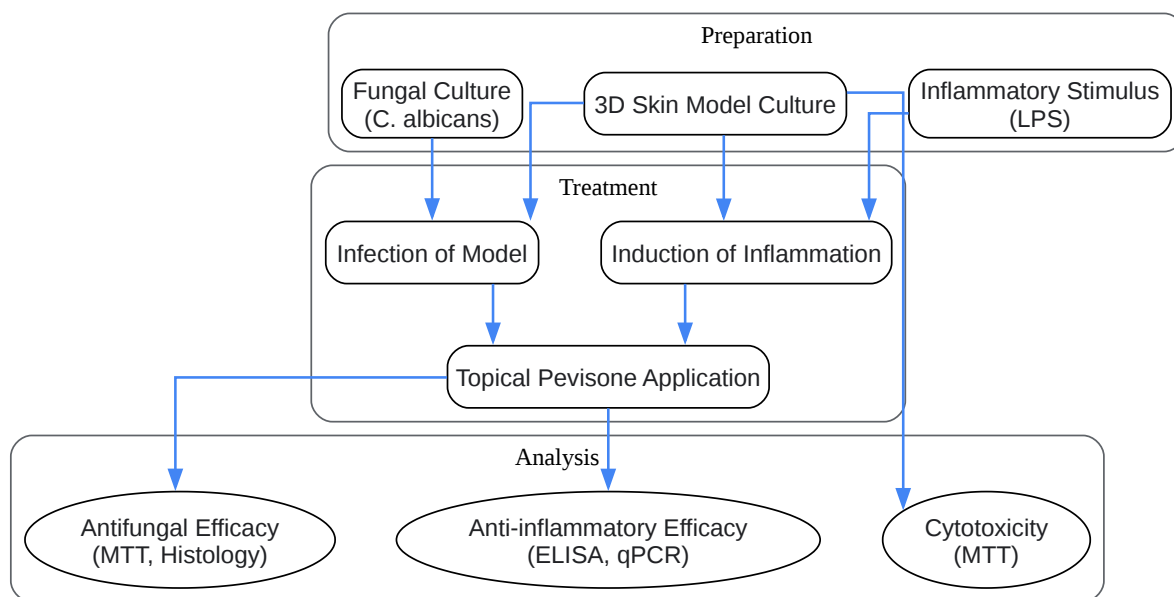 Preparation
Fungal Culture
(C. albicans)
3D Skin Model Culture
Inflammatory Stimulus
(LPS)
Treatment
Infection of Model
Induction of Inflammation
Topical Pevisone Application
Analysis
Antifungal Efficacy
(MTT, Histology)
Anti-inflammatory Efficacy
(ELISA, qPCR)
Cytotoxicity
(MTT)